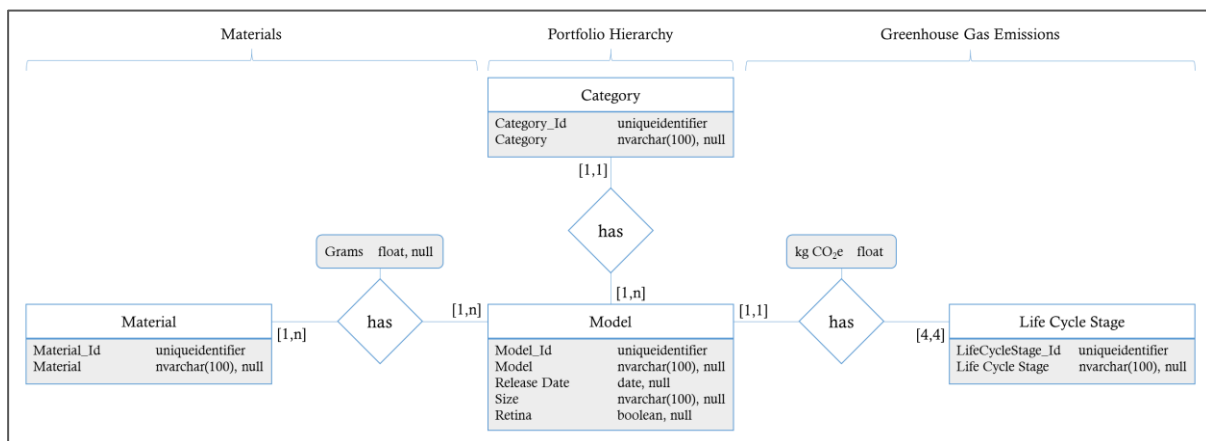 Materials
Portfolio Hierarchy
Greenhouse Gas Emissions
Category
Category_Id uniqueidentifier
Category nvarchar(100), null
[1,1]
has
Grams float, null
kg CO₂e float
[1,n]
Material
[1,n]
has
[1,n]
Model
[1,1]
has
[4,4]
Life Cycle Stage
Material_Id uniqueidentifier
Material nvarchar(100), null
Model_Id uniqueidentifier
Model nvarchar(100), null
Release Date date, null
Size nvarchar(100), null
Retina boolean, null
LifeCycleStage_Id uniqueidentifier
Life Cycle Stage nvarchar(100), null